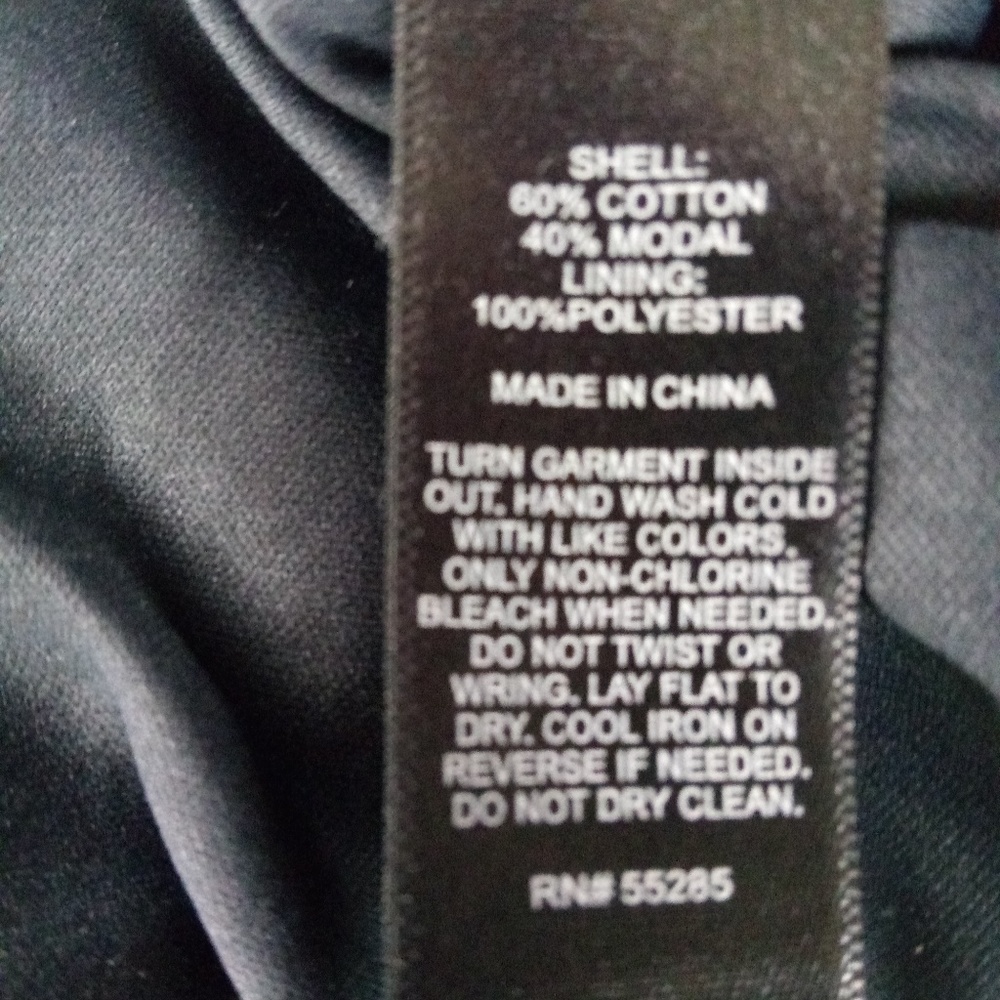 SHELL:
60% COTTON
40% MODAL
LINING:
100%POLYESTER
MADE IN CHINA
TURN GARMENT INSIDE
OUT. HAND WASH COLD
WITH LIKE COLORS.
ONLY NON-CHLORINE
BLEACH WHEN NEEDED.
DO NOT TWIST OR
WRING. LAY FLAT TO
DRY. COOL IRON ON
REVERSE IF NEEDED.
DO NOT DRY CLEAN.
RN# 55285